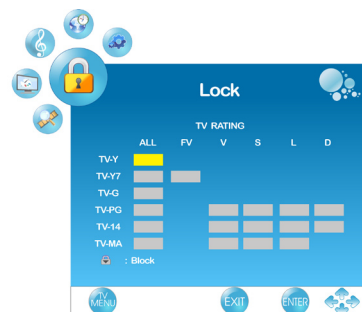 Lock
TV RATING
ALL FV V S L D
TV-Y
TV-Y7
TV-G
TV-PG
TV-14
TV-MA
: Block
TV
MENU
EXIT
ENTER